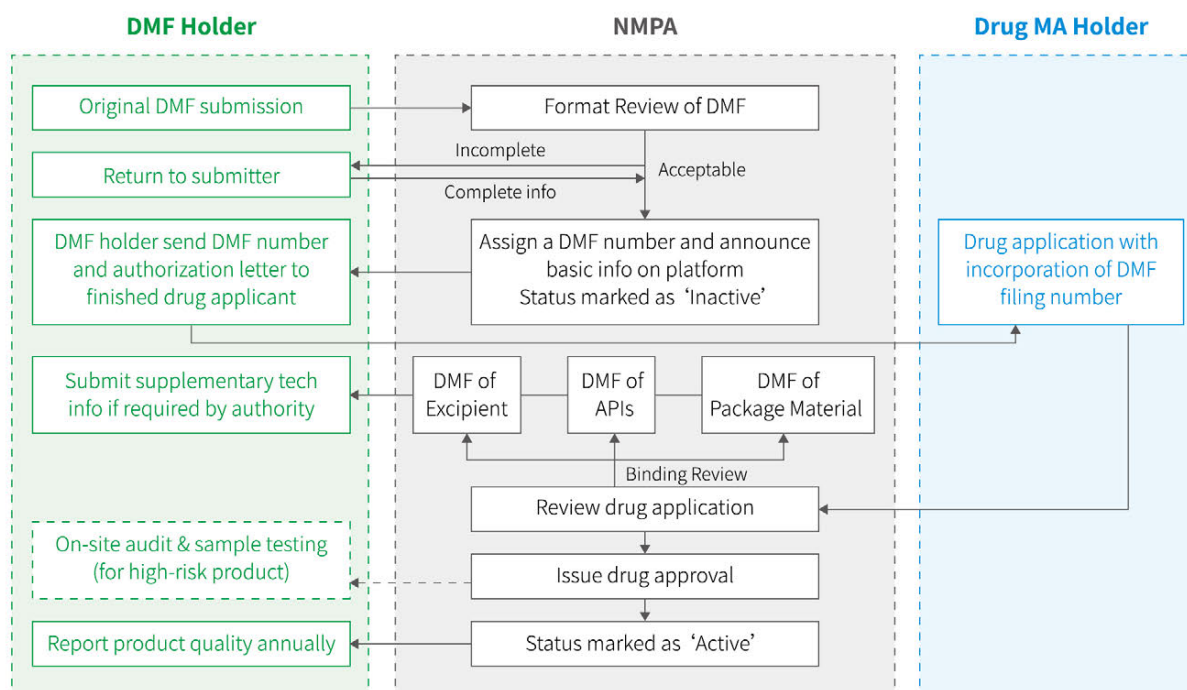 DMF Holder
NMPA
Drug MA Holder
Original DMF submission
Format Review of DMF
Incomplete
Return to submitter
Acceptable
Complete info
DMF holder send DMF number
and authorization letter to
finished drug applicant
Assign a DMF number and announce
basic info on platform
Status marked as ‘Inactive’
Drug application with
incorporation of DMF
filing number
Submit supplementary tech
info if required by authority
DMF of
Excipient
DMF of
APIs
DMF of
Package Material
Binding Review
Review drug application
On-site audit & sample testing
(for high-risk product)
Issue drug approval
Report product quality annually
Status marked as ‘Active’